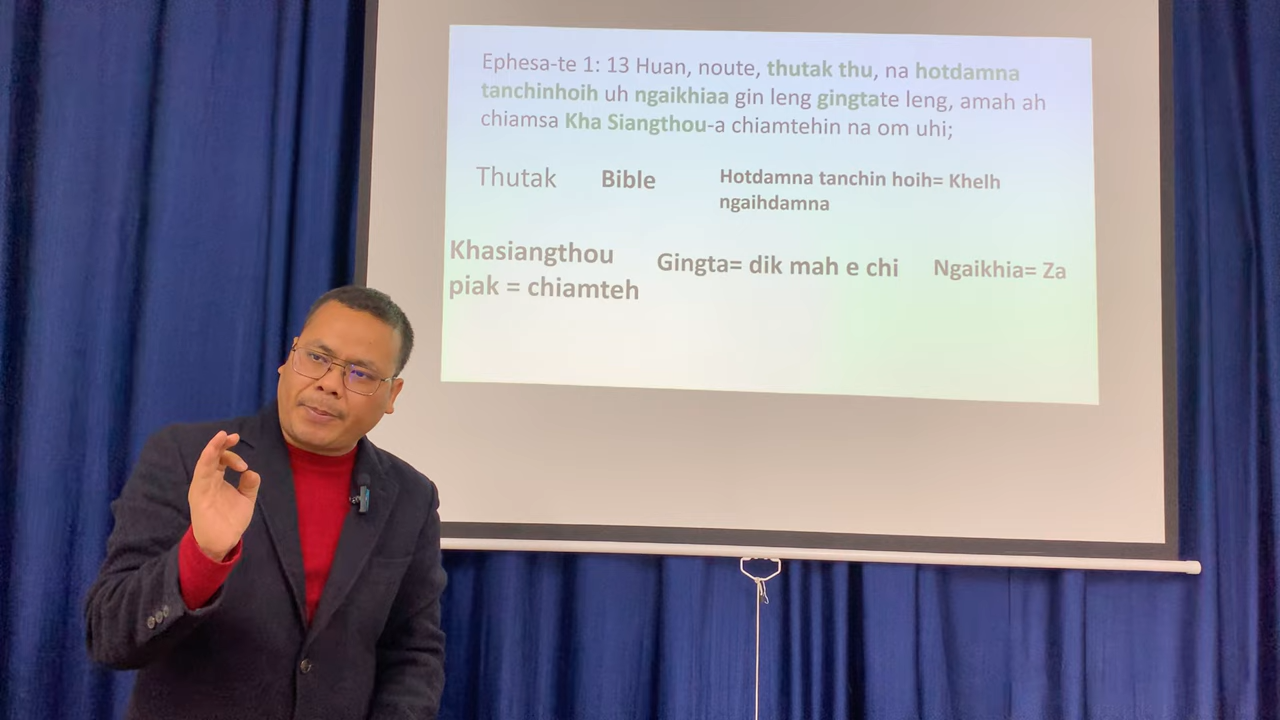 Ephesa-te 1: 13 Huan, noute, thutak thu, na hotdamna
tanchinhoih uh ngaikhiaa gin leng gingtate leng, amah ah
chiamsa Kha Siangthou-a chiamtehin na om uhi;
Thutak Bible Hotdamna tanchin hoih= Khelh
ngaihdamna
Khasiangthou
piak = chiamteh
Gingta= dik mah e chi
Ngaikhia= Za